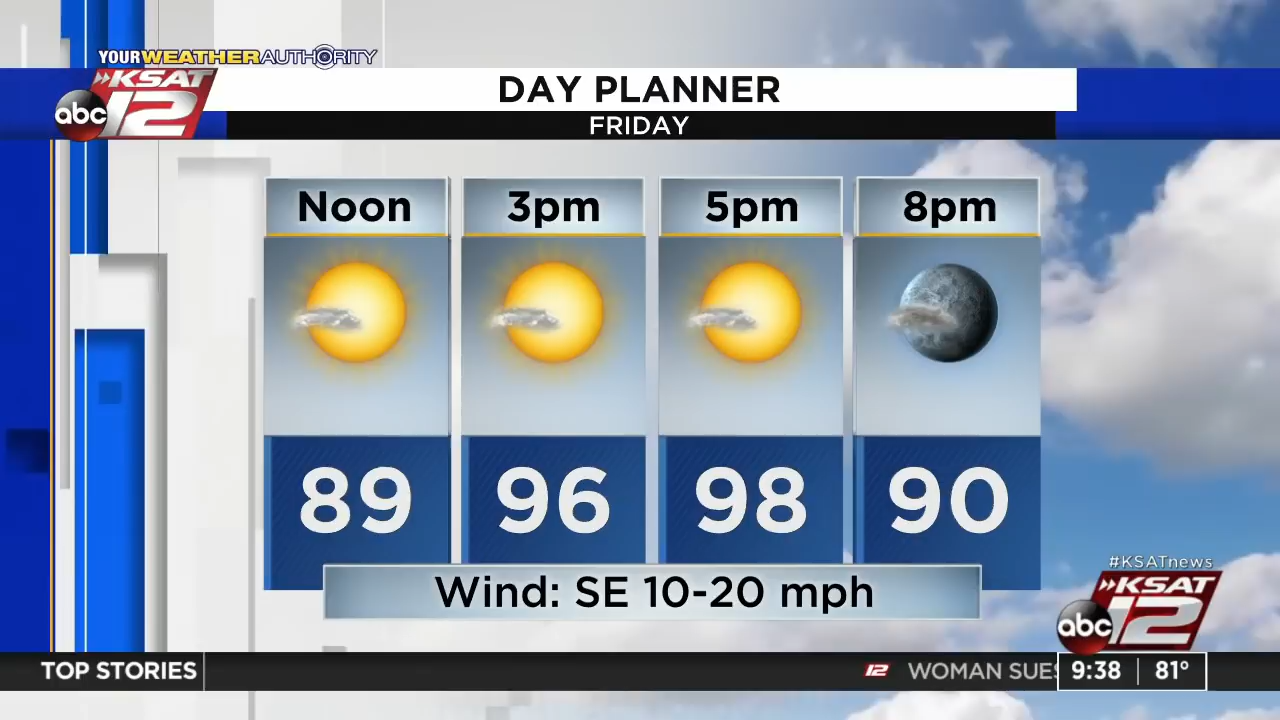 YOURWEATHERAUTHORITY
KSAT
abc 12
DAY PLANNER
FRIDAY
Noon 3pm 5pm 8pm
89 96 98 90
Wind: SE 10-20 mph
#KSATnews
KSAT
abc 12
TOP STORIES 12 WOMAN SUES 9:38 81°